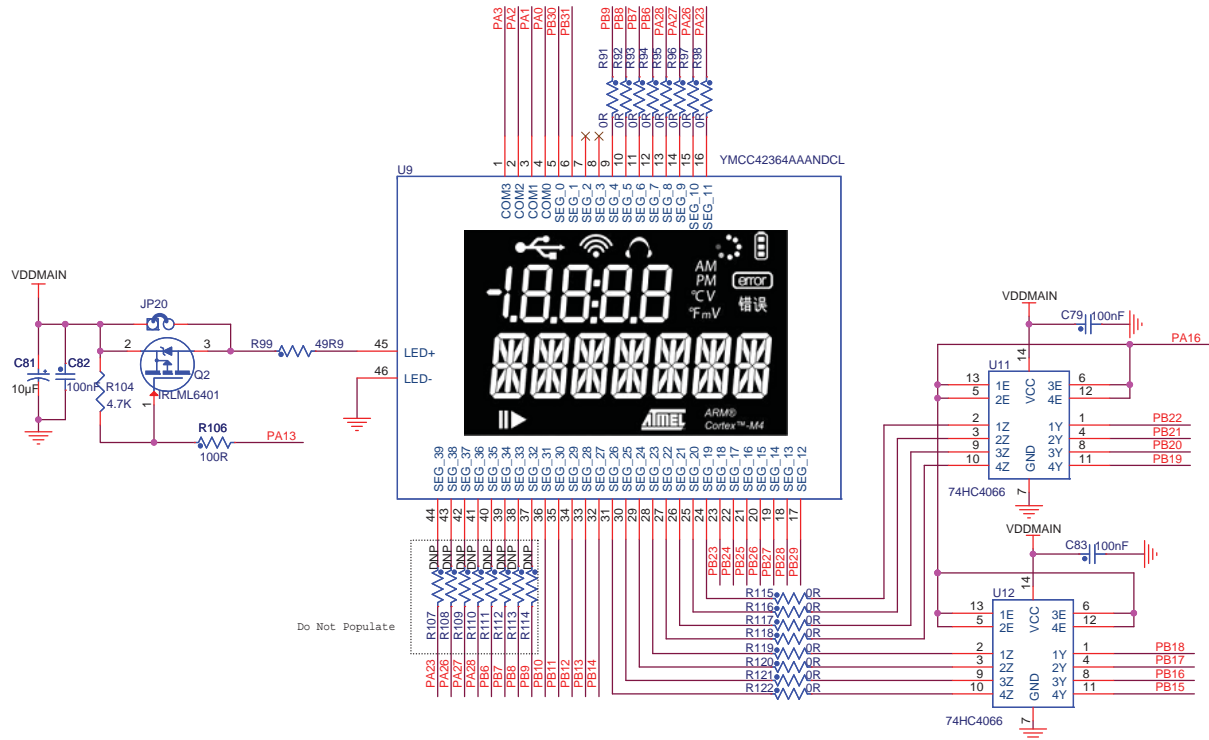 PA3
PA2
PA1
PA0
PB30
PB31
PB9
PB8
PB7
PB6
PA28
PA27
PA26
PA23
R91
R92
R93
R94
R95
R96
R97
R98
0R
0R
0R
0R
0R
0R
0R
0R
1
2
3
4
5
6
7
8
9
10
11
12
13
14
15
16
U9
YMCC42364AAANDCL
COM3
COM2
COM1
COM0
SEG_0
SEG_1
SEG_2
SEG_3
SEG_4
SEG_5
SEG_6
SEG_7
SEG_8
SEG_9
SEG_10
SEG_11
-1.8.8:8.8
AM
PM
°C V
°F mV
error
错误
ATMEL
ARM®
Cortex™-M4
VDDMAIN
JP20
2
3
C81
10µF
C82
100nF
R104
4.7K
1
Q2
IRLML6401
R106
100R
PA13
R99
49R9
45
LED+
46
LED-
SEG_39
SEG_38
SEG_37
SEG_36
SEG_35
SEG_34
SEG_33
SEG_32
SEG_31
SEG_30
SEG_29
SEG_28
SEG_27
SEG_26
SEG_25
SEG_24
SEG_23
SEG_22
SEG_21
SEG_20
SEG_19
SEG_18
SEG_17
SEG_16
SEG_15
SEG_14
SEG_13
SEG_12
44
43
42
41
40
39
38
37
36
35
34
33
32
31
30
29
28
27
26
25
24
23
22
21
20
19
18
17
DNP
DNP
DNP
DNP
DNP
DNP
DNP
DNP
R107
R108
R109
R110
R111
R112
R113
R114
Do Not Populate
PA23
PA26
PA27
PA28
PB6
PB7
PB8
PB9
PB10
PB11
PB12
PB13
PB14
PB23
PB24
PB25
PB26
PB27
PB28
PB29
R115 0R
R116 0R
R117 0R
R118 0R
R119 0R
R120 0R
R121 0R
R122 0R
VDDMAIN
C79 100nF
PA16
U11
14
13 1E VCC 3E 6
5 2E 4E 12
2 1Z 1Y 1 PB22
3 2Z 2Y 4 PB21
9 3Z 3Y 8 PB20
10 4Z GND 4Y 11 PB19
7
74HC4066
VDDMAIN
C83 100nF
U12
14
13 1E VCC 3E 6
5 2E 4E 12
2 1Z 1Y 1 PB18
3 2Z 2Y 4 PB17
9 3Z 3Y 8 PB16
10 4Z GND 4Y 11 PB15
7
74HC4066